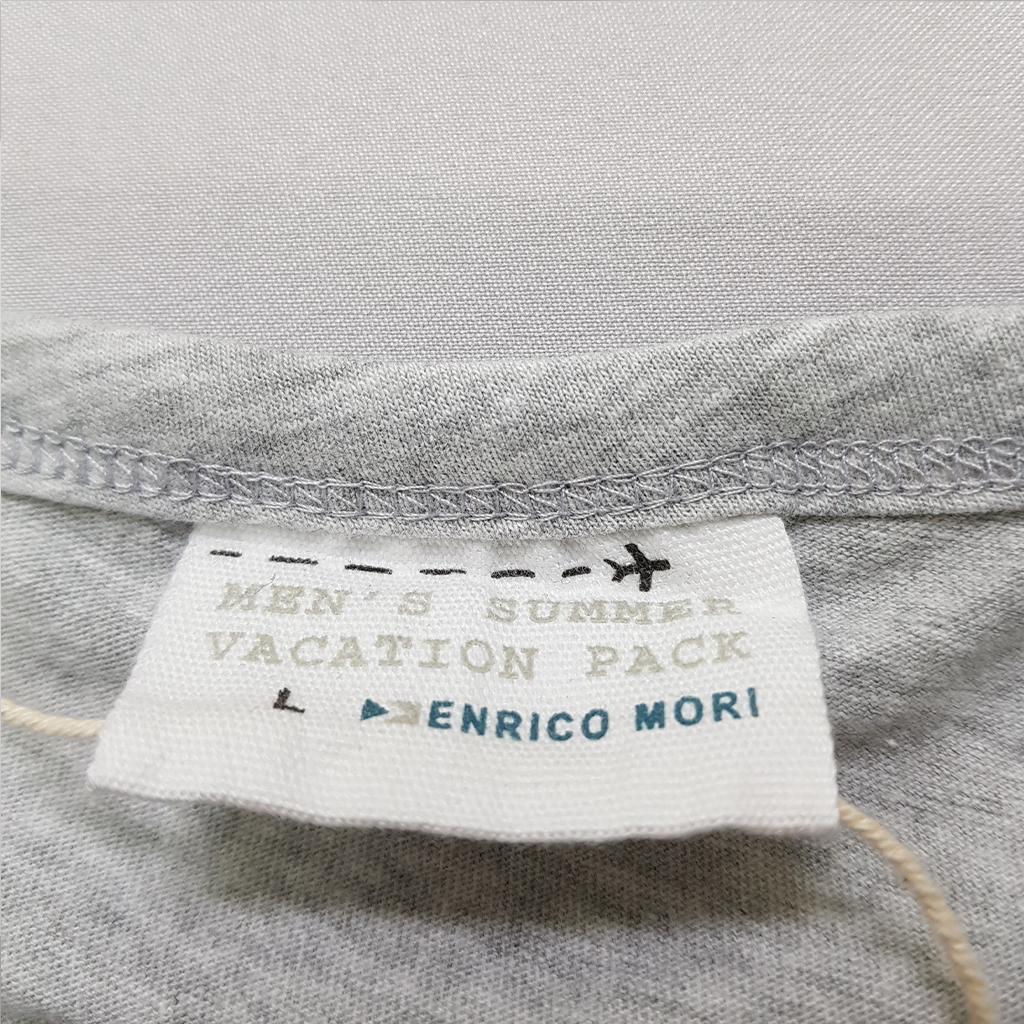 MEN'S SUMMER
VACATION PACK
L ENRICO MORI